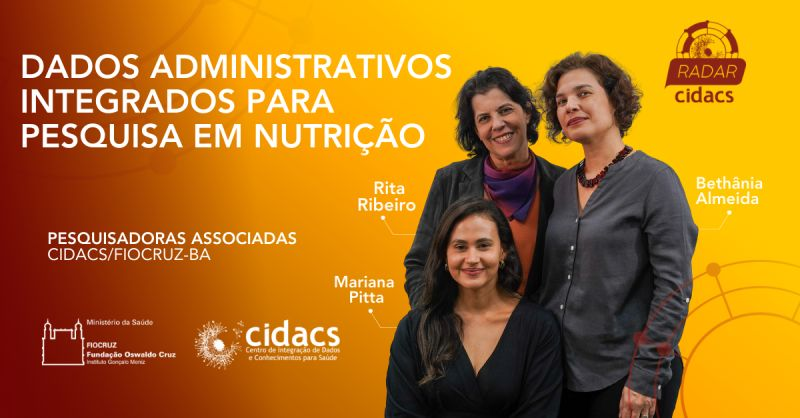 DADOS ADMINISTRATIVOS
INTEGRADOS PARA
PESQUISA EM NUTRIÇÃO
RADAR
cidacs
Rita
Ribeiro
Bethânia
Almeida
PESQUISADORAS ASSOCIADAS
CIDACS/FIOCRUZ-BA
Mariana
Pitta
Ministério da Saúde
FIOCRUZ
Fundação Oswaldo Cruz
Instituto Gonçalo Moniz
cidacs
Centro de Integração de Dados
e Conhecimentos para Saúde